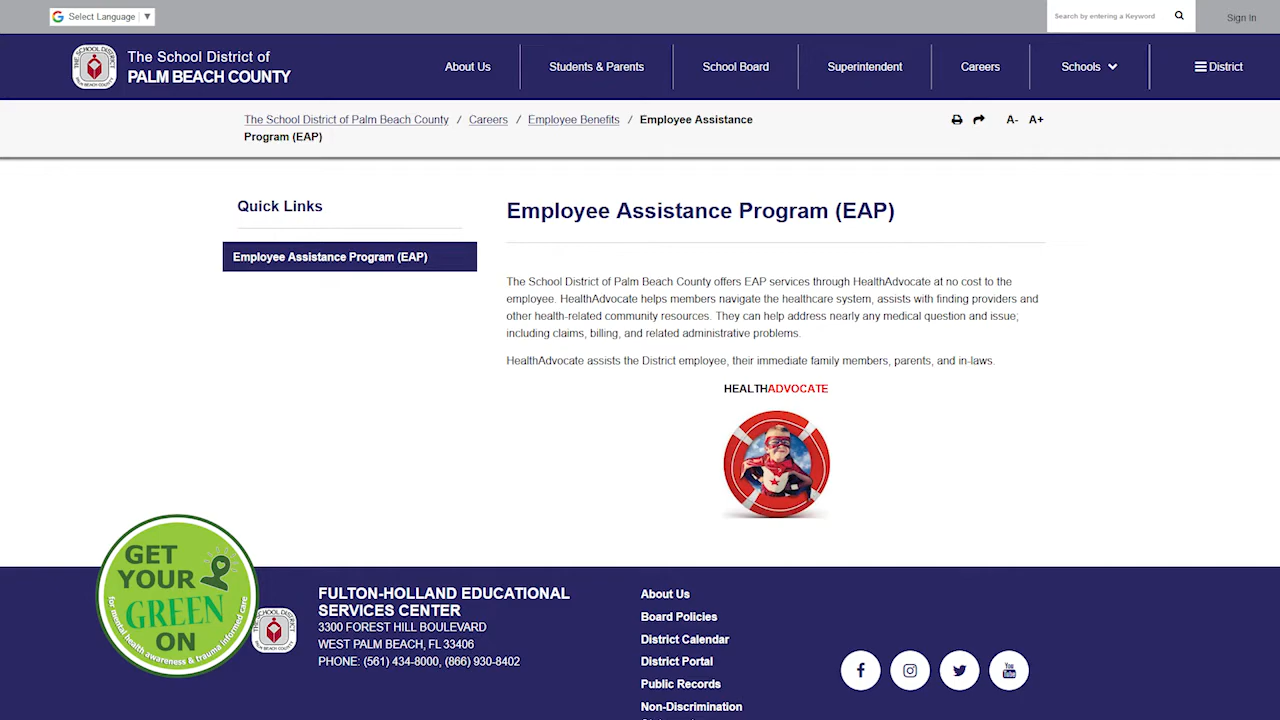 Select Language ▼
Search by entering a Keyword
Sign In
THE SCHOOL DISTRICT
PALM BEACH COUNTY
The School District of
PALM BEACH COUNTY
About Us
Students & Parents
School Board
Superintendent
Careers
Schools
District
The School District of Palm Beach County / Careers / Employee Benefits / Employee Assistance
Program (EAP)
A- A+
Quick Links
Employee Assistance Program (EAP)
Employee Assistance Program (EAP)
The School District of Palm Beach County offers EAP services through HealthAdvocate at no cost to the
employee. HealthAdvocate helps members navigate the healthcare system, assists with finding providers and
other health-related community resources. They can help address nearly any medical question and issue;
including claims, billing, and related administrative problems.
HealthAdvocate assists the District employee, their immediate family members, parents, and in-laws.
HEALTHADVOCATE
GET
YOUR
GREEN
ON
for mental health awareness & trauma informed care
FULTON-HOLLAND EDUCATIONAL
SERVICES CENTER
3300 FOREST HILL BOULEVARD
WEST PALM BEACH, FL 33406
PHONE: (561) 434-8000, (866) 930-8402
About Us
Board Policies
District Calendar
District Portal
Public Records
Non-Discrimination
You
Tube